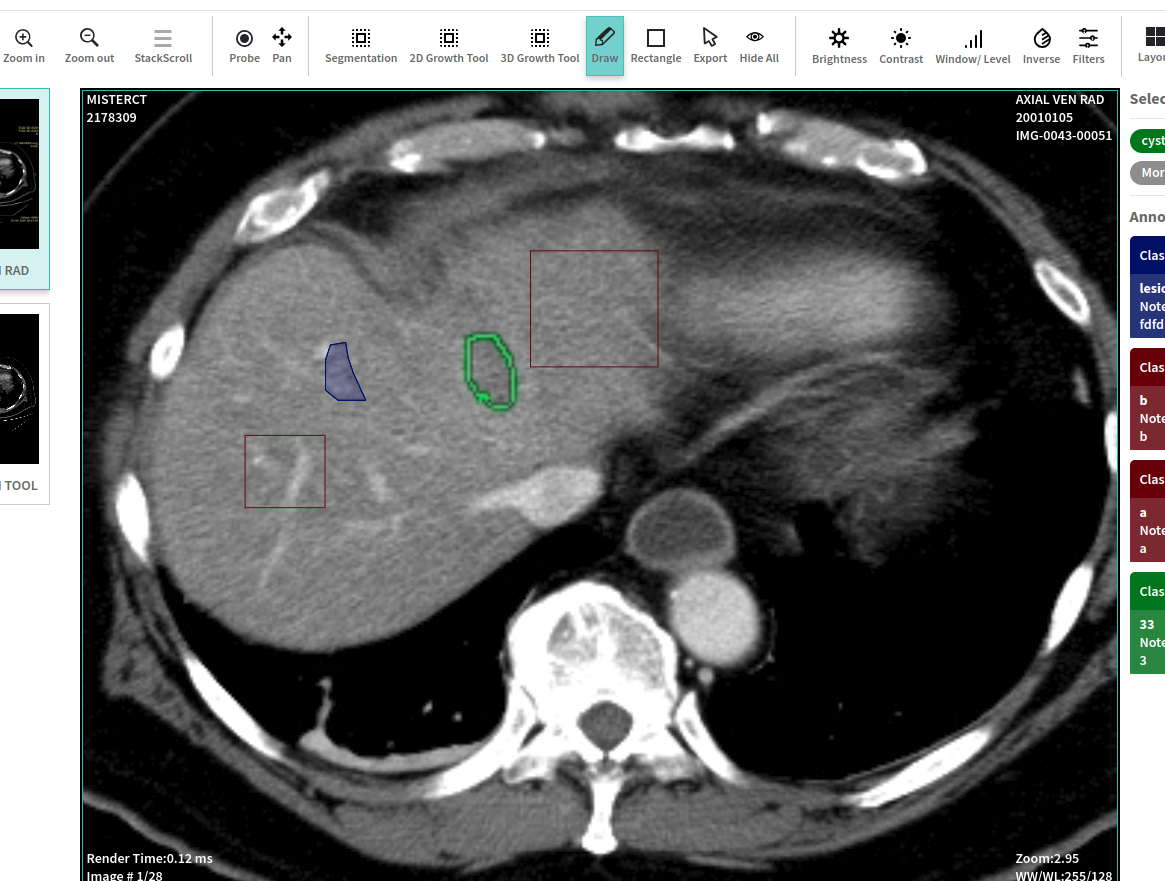 Zoom in
Zoom out
StackScroll
Probe
Pan
Segmentation
2D Growth Tool
3D Growth Tool
Draw
Rectangle
Export
Hide All
Brightness
Contrast
Window/ Level
Inverse
Filters
Layou
RAD
TOOL
MISTERCT
2178309
AXIAL VEN RAD
20010105
IMG-0043-00051
Render Time:0.12 ms
Image # 1/28
Zoom:2.95
WW/WL:255/128
Selec
cyst
Mor
Anno
Clas
lesio
Note
fdfd
Clas
b
Note
b
Clas
a
Note
a
Clas
33
Note
3